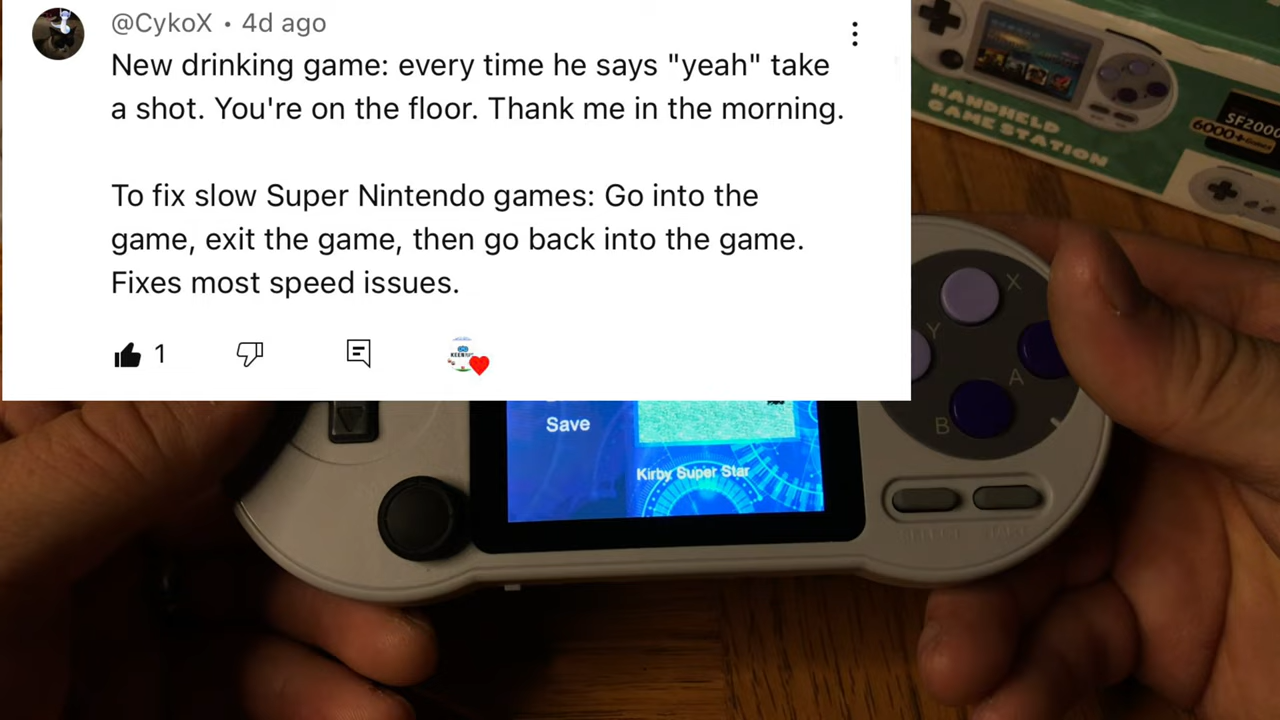 @CykoX • 4d ago
New drinking game: every time he says "yeah" take
a shot. You're on the floor. Thank me in the morning.
To fix slow Super Nintendo games: Go into the
game, exit the game, then go back into the game.
Fixes most speed issues.
1
HANDHELD
GAME STATION
SF2000
6000+Games
X
Y
A
B
Save
Kirby Super Star